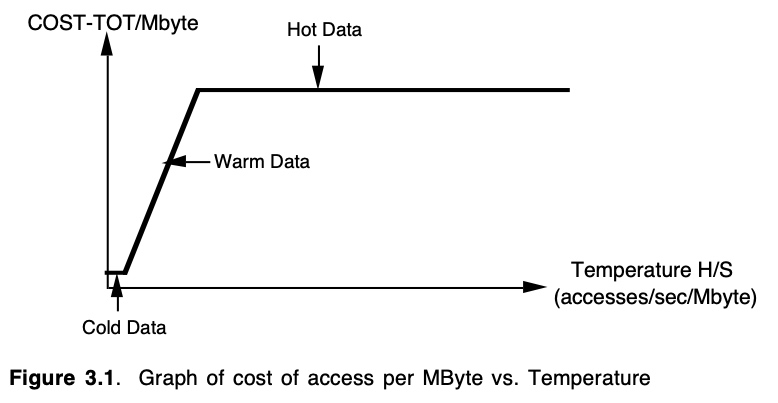 COST-TOT/Mbyte
Hot Data
Warm Data
Temperature H/S
(accesses/sec/Mbyte)
Cold Data
Figure 3.1. Graph of cost of access per MByte vs. Temperature